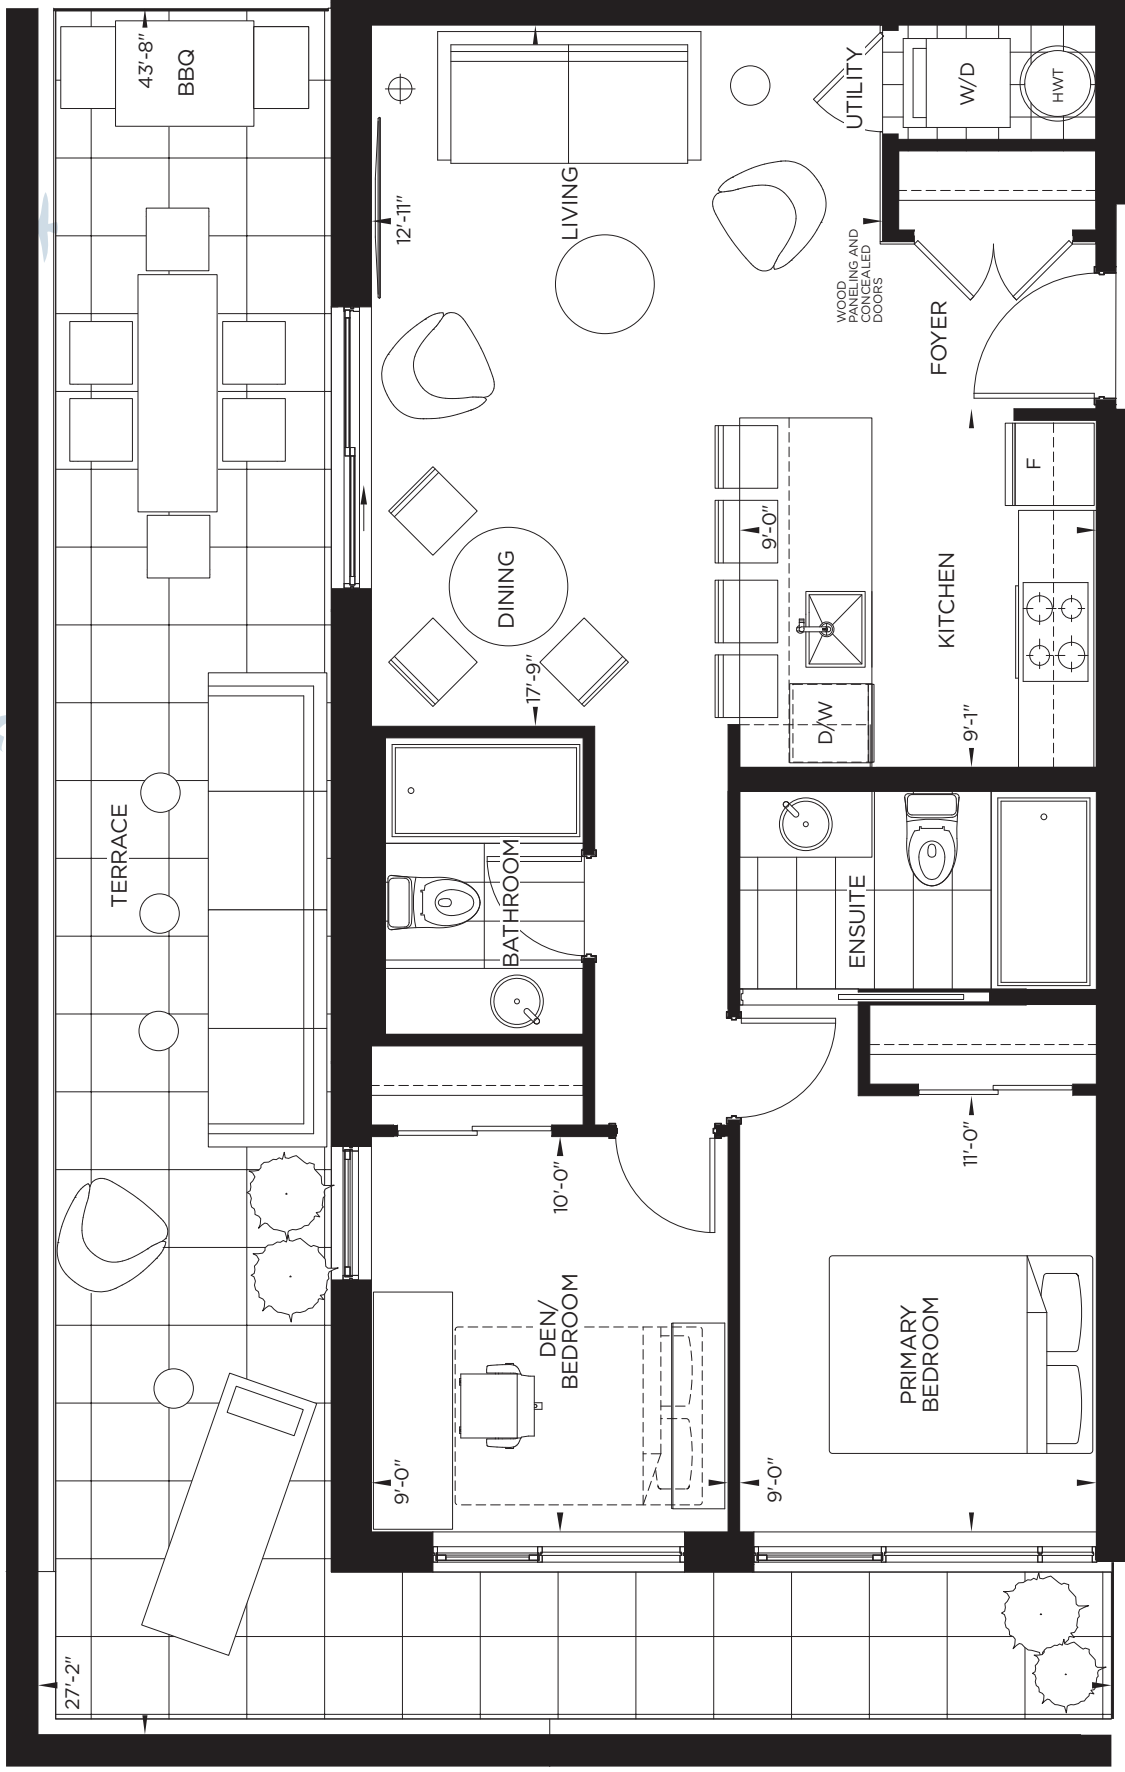 43'-8"
BBQ
TERRACE
27'-2"
12'-11"
LIVING
UTILITY
W/D
HWT
WOOD
PANELING AND
CONCEALED
DOORS
FOYER
DINING
17'-9"
9'-0"
F
KITCHEN
D/W
9'-1"
BATHROOM
ENSUITE
10'-0"
11'-0"
DEN/
BEDROOM
9'-0"
PRIMARY
BEDROOM
9'-0"